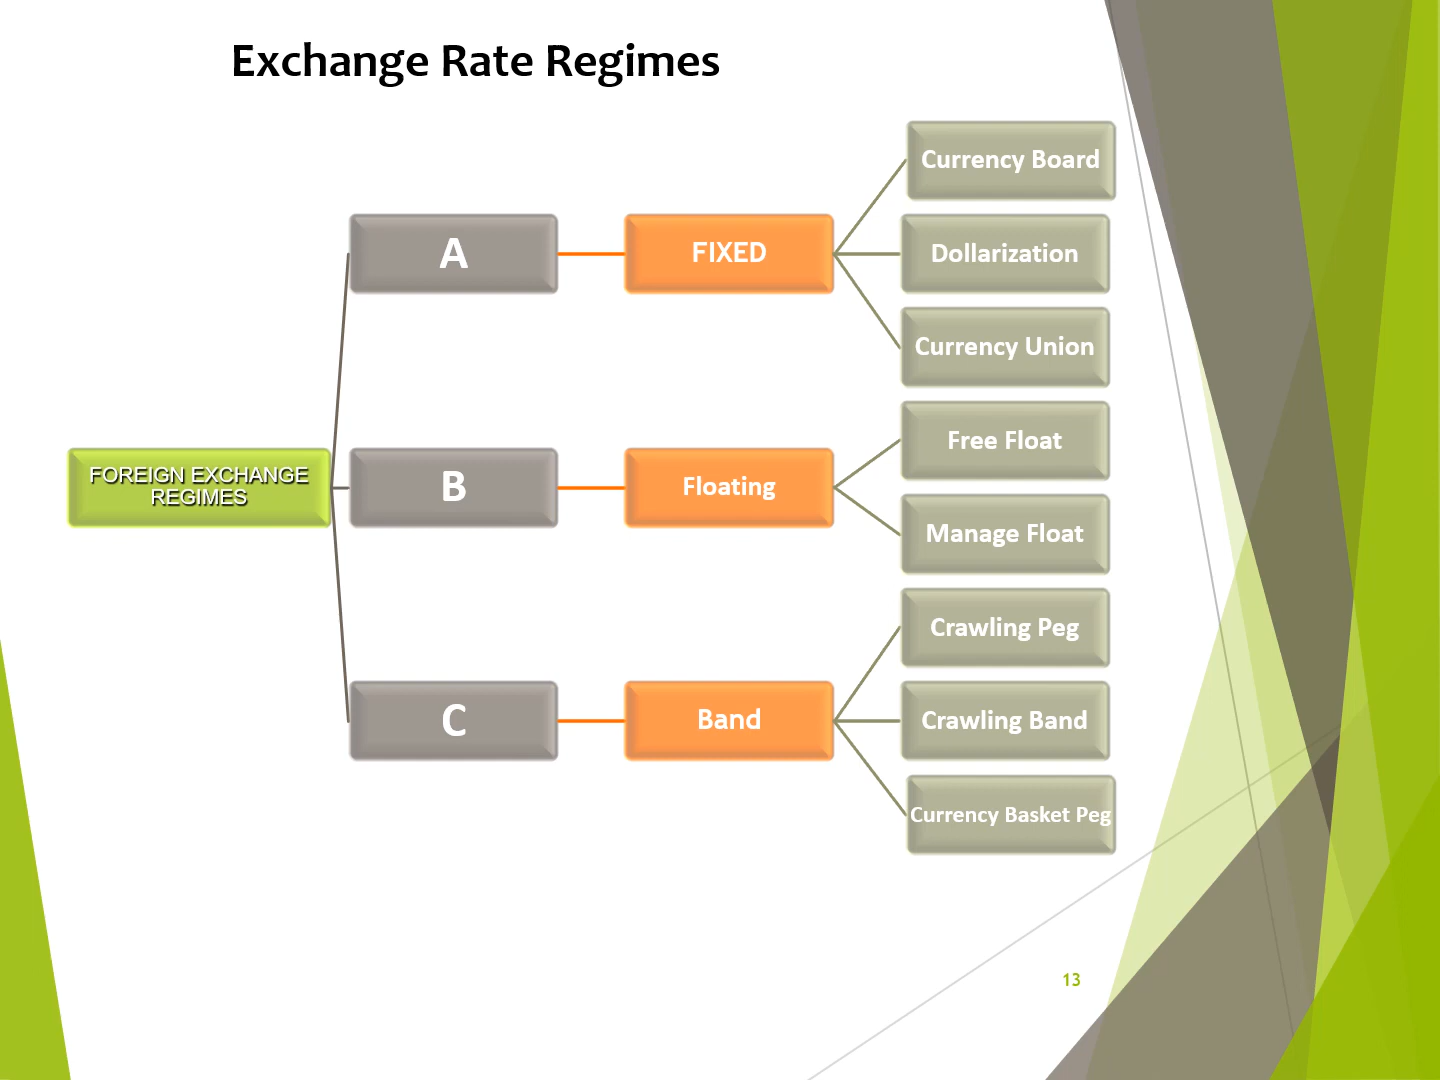 Exchange Rate Regimes
Currency Board
A
FIXED
Dollarization
Currency Union
Free Float
FOREIGN EXCHANGE
REGIMES
B
Floating
Manage Float
Crawling Peg
C
Band
Crawling Band
Currency Basket Peg
13